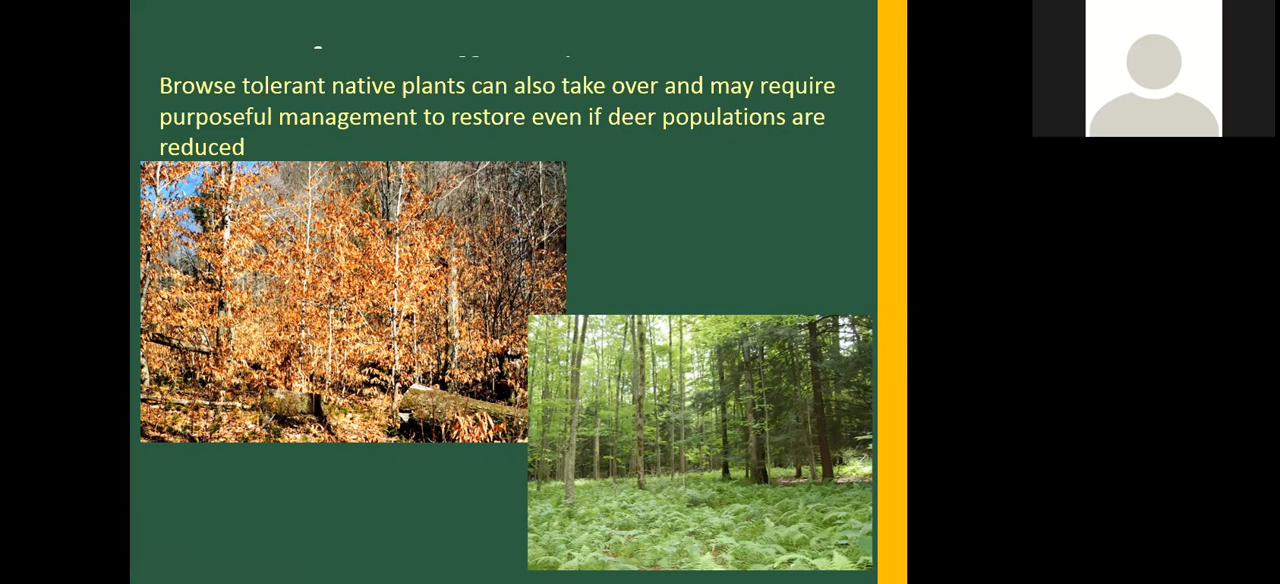 Browse tolerant native plants can also take over and may require
purposeful management to restore even if deer populations are
reduced